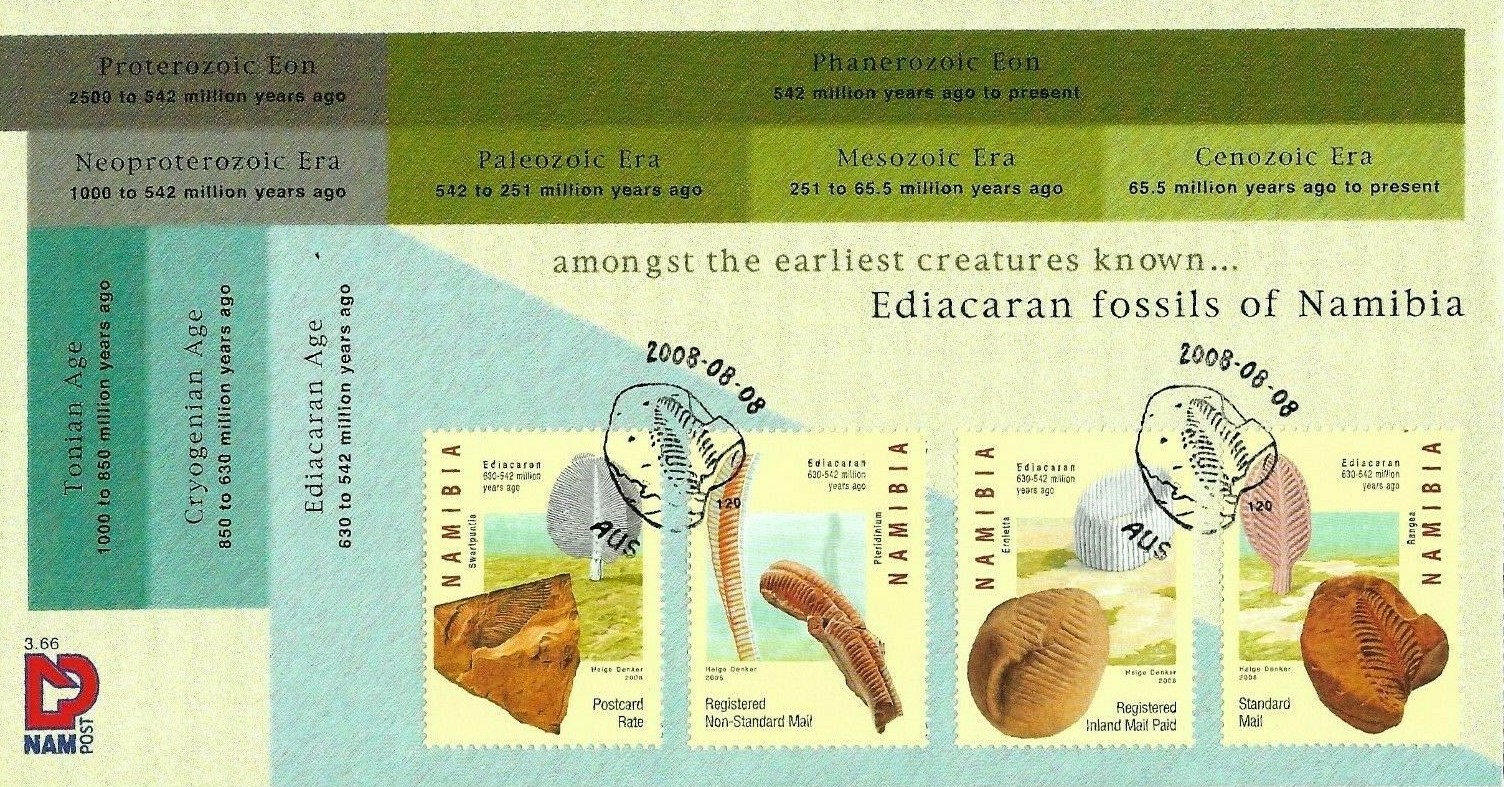 Proterozoic Eon
2500 to 542 million years ago
Phanerozoic Eon
542 million years ago to present
Neoproterozoic Era
1000 to 542 million years ago
Paleozoic Era
542 to 251 million years ago
Mesozoic Era
251 to 65.5 million years ago
Cenozoic Era
65.5 million years ago to present
Tonian Age
1000 to 850 million years ago
Cryogenian Age
850 to 630 million years ago
Ediacaran Age
630 to 542 million years ago
amongst the earliest creatures known...
Ediacaran fossils of Namibia
2008-08-08
120
AUS
2008-08-08
120
AUS
NAMIBIA
Swartpuntia
Ediacaran
630-542 million
years ago
Helge Denker
2008
Postcard
Rate
Ediacaran
630-542 million
years ago
Pteridinium
NAMIBIA
Helge Denker
2008
Registered
Non-Standard Mail
NAMIBIA
Ernietta
Ediacaran
630-542 million
years ago
Helge Denker
2008
Registered
Inland Mail Paid
Ediacaran
630-542 million
years ago
Rangea
NAMIBIA
Helge Denker
2008
Standard
Mail
3.66
NAM
POST